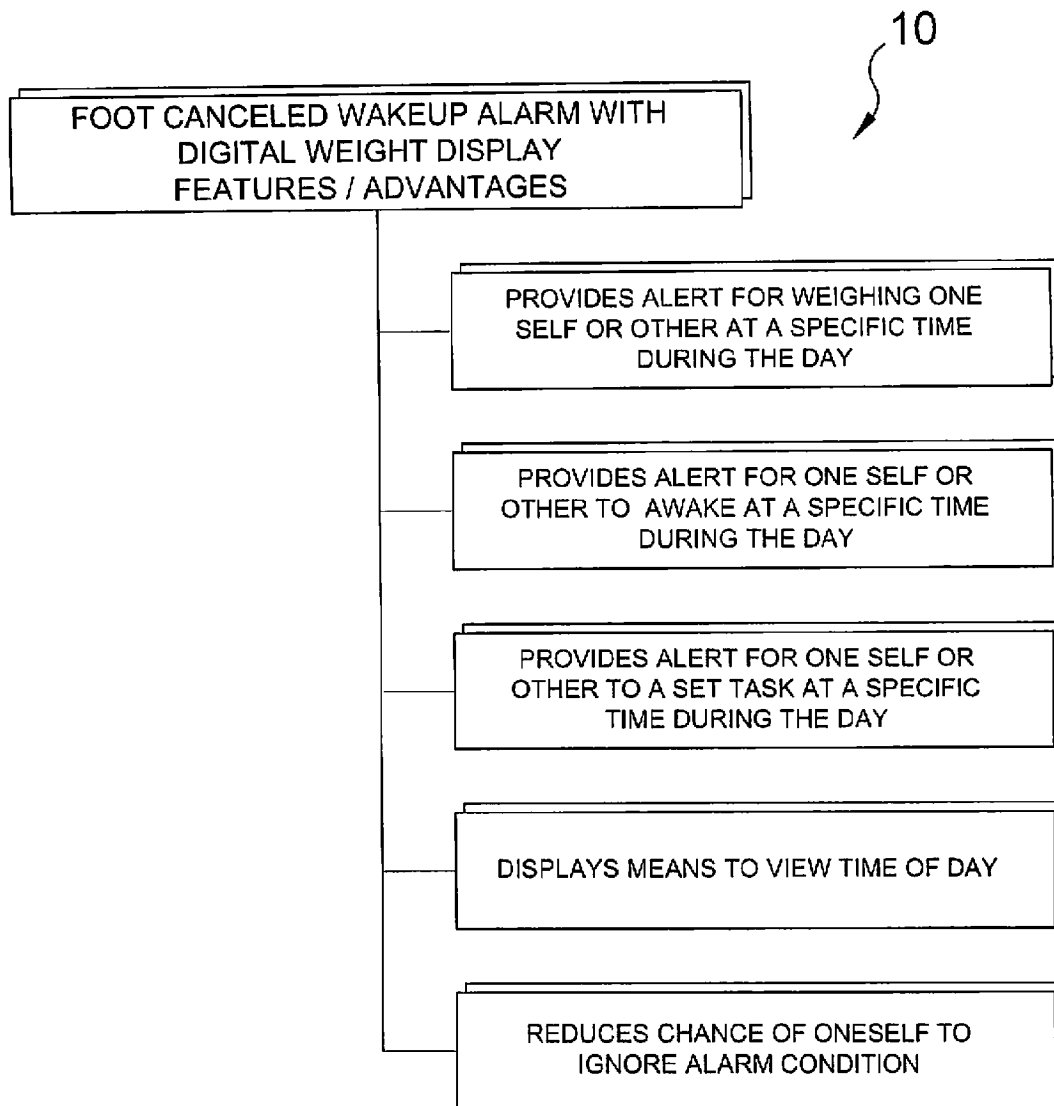 10
FOOT CANCELED WAKEUP ALARM WITH
DIGITAL WEIGHT DISPLAY
FEATURES / ADVANTAGES
PROVIDES ALERT FOR WEIGHING ONE
SELF OR OTHER AT A SPECIFIC TIME
DURING THE DAY
PROVIDES ALERT FOR ONE SELF OR
OTHER TO AWAKE AT A SPECIFIC TIME
DURING THE DAY
PROVIDES ALERT FOR ONE SELF OR
OTHER TO A SET TASK AT A SPECIFIC
TIME DURING THE DAY
DISPLAYS MEANS TO VIEW TIME OF DAY
REDUCES CHANCE OF ONESELF TO
IGNORE ALARM CONDITION